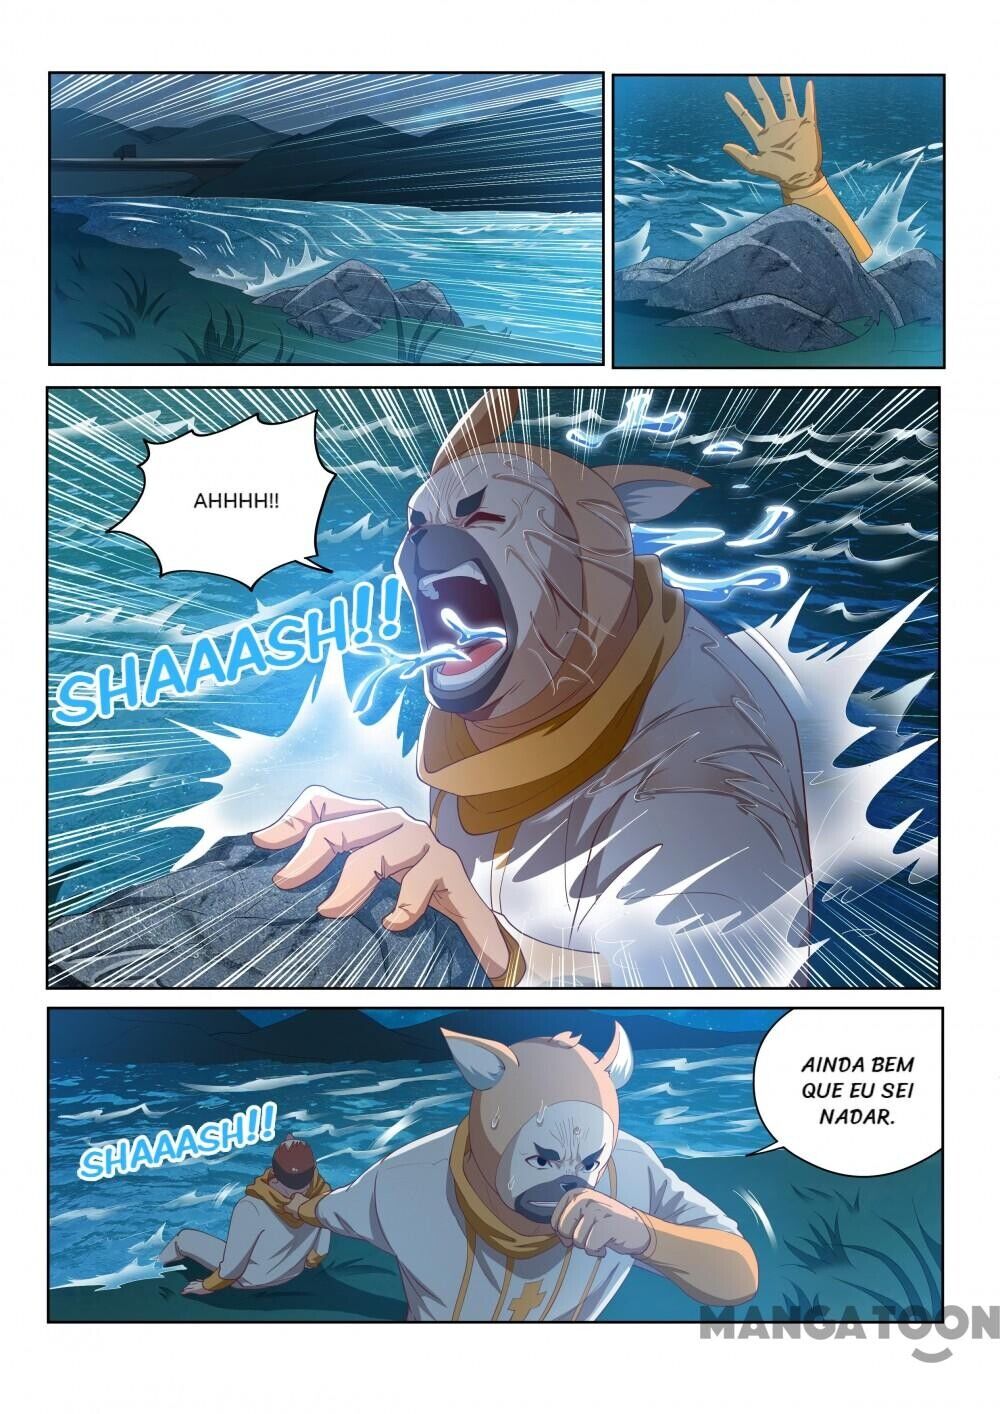 AHHHH!!
SHAAASH!!
AINDA BEM
QUE EU SEI
NADAR.
SHAAASH!!
MANGATOON